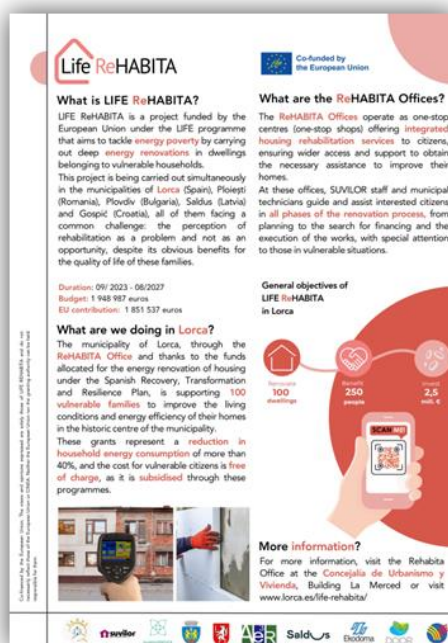 Life ReHABITA
Co-funded by
the European Union
What is LIFE ReHABITA?
LIFE ReHABITA is a project funded by the
European Union under the LIFE programme
that aims to tackle energy poverty by carrying
out deep energy renovations in dwellings
belonging to vulnerable households.
This project is being carried out simultaneously
in the municipalities of Lorca (Spain), Ploiești
(Romania), Plovdiv (Bulgaria), Saldus (Latvia)
and Gospić (Croatia), all of them facing a
common challenge: the perception of
rehabilitation as a problem and not as an
opportunity, despite its obvious benefits for
the quality of life of these families.
Duration: 09/ 2023 - 08/2027
Budget: 1 948 987 euros
EU contribution: 1 851 537 euros
What are we doing in Lorca?
The municipality of Lorca, through the
ReHABITA Office and thanks to the funds
allocated for the energy renovation of housing
under the Spanish Recovery, Transformation
and Resilience Plan, is supporting 100
vulnerable families to improve the living
conditions and energy efficiency of their homes
in the historic centre of the municipality.
These grants represent a reduction in
household energy consumption of more than
40%, and the cost for vulnerable citizens is free
of charge, as it is subsidised through these
programmes.
What are the ReHABITA Offices?
The ReHABITA Offices operate as one-stop
centres (one-stop shops) offering integrated
housing rehabilitation services to citizens,
ensuring wider access and support to obtain
the necessary assistance to improve their
homes.
At these offices, SUVILOR staff and municipal
technicians guide and assist interested citizens
in all phases of the renovation process, from
planning to the search for financing and the
execution of the works, with special attention
to those in vulnerable situations.
General objectives of
LIFE ReHABITA
in Lorca
Renovate
100
dwellings
Benefit
250
people
Invest
2,5
mill. €
SCAN ME!
More information?
For more information, visit the Rehabita
Office at the Concejalía de Urbanismo y
Vivienda, Building La Merced or visit
www.lorca.es/life-rehabita/
suvilor
Saldus
Ekodoma
DOOR